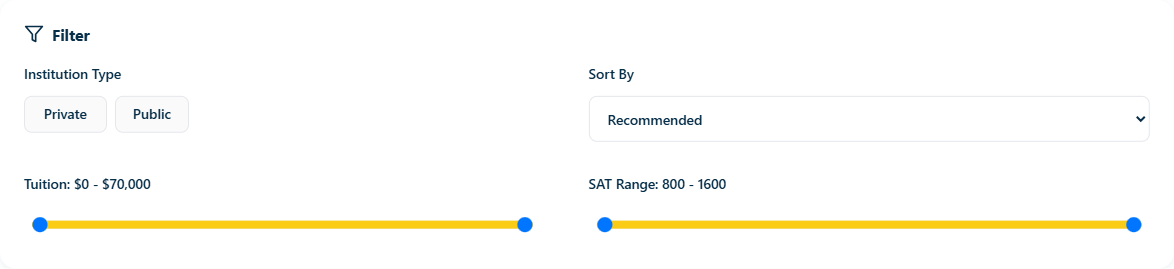 Filter
Institution Type
Private
Public
Sort By
Recommended
Tuition: $0 - $70,000
SAT Range: 800 - 1600